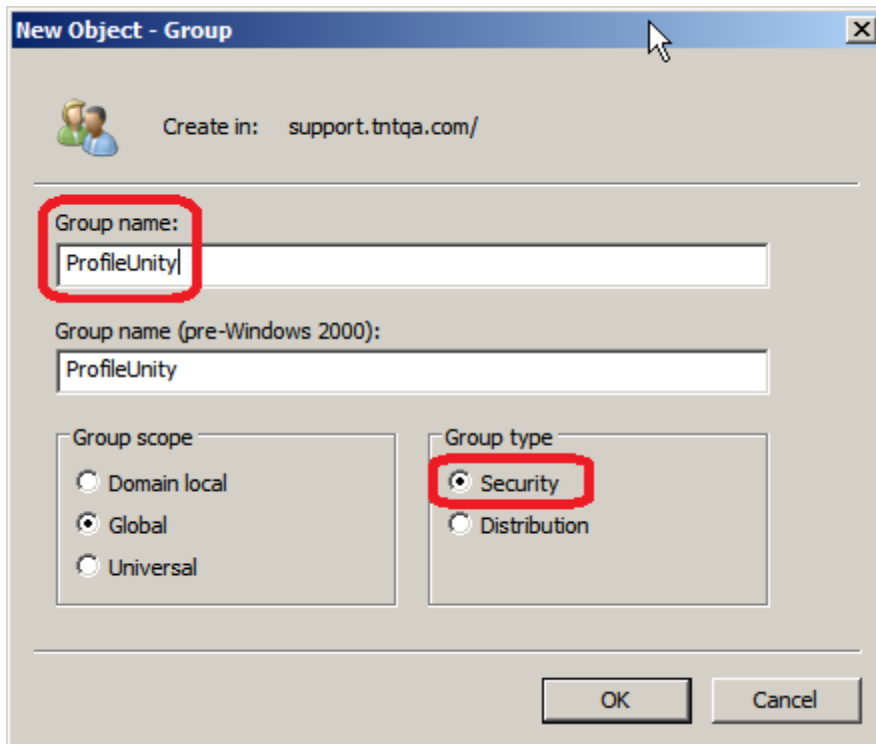 New Object - Group
Create in: support.tntqa.com/
Group name:
ProfileUnity
Group name (pre-Windows 2000):
ProfileUnity
Group scope
Domain local
Global
Universal
Group type
Security
Distribution
OK
Cancel